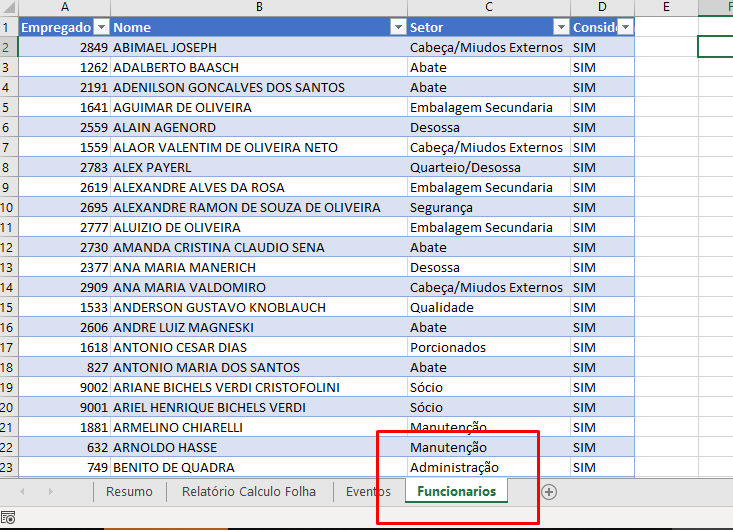 A B C D E F
1 Empregado Nome Setor Consid
2 2849 ABIMAEL JOSEPH Cabeça/Miudos Externos SIM
3 1262 ADALBERTO BAASCH Abate SIM
4 2191 ADENILSON GONCALVES DOS SANTOS Abate SIM
5 1641 AGUIMAR DE OLIVEIRA Embalagem Secundaria SIM
6 2559 ALAIN AGENORD Desossa SIM
7 1559 ALAOR VALENTIM DE OLIVEIRA NETO Cabeça/Miudos Externos SIM
8 2783 ALEX PAYERL Quarteio/Desossa SIM
9 2619 ALEXANDRE ALVES DA ROSA Embalagem Secundaria SIM
10 2695 ALEXANDRE RAMON DE SOUZA DE OLIVEIRA Segurança SIM
11 2777 ALUIZIO DE OLIVEIRA Embalagem Secundaria SIM
12 2730 AMANDA CRISTINA CLAUDIO SENA Abate SIM
13 2377 ANA MARIA MANERICH Desossa SIM
14 2909 ANA MARIA VALDOMIRO Cabeça/Miudos Externos SIM
15 1533 ANDERSON GUSTAVO KNOBLAUCH Qualidade SIM
16 2606 ANDRE LUIZ MAGNESKI Abate SIM
17 1618 ANTONIO CESAR DIAS Porcionados SIM
18 827 ANTONIO MARIA DOS SANTOS Abate SIM
19 9002 ARIANE BICHELS VERDI CRISTOFOLINI Sócio SIM
20 9001 ARIEL HENRIQUE BICHELS VERDI Sócio SIM
21 1881 ARMELINO CHIARELLI Manutenção SIM
22 632 ARNOLDO HASSE Manutenção SIM
23 749 BENITO DE QUADRA Administração SIM
Resumo Relatório Calculo Folha Eventos Funcionarios